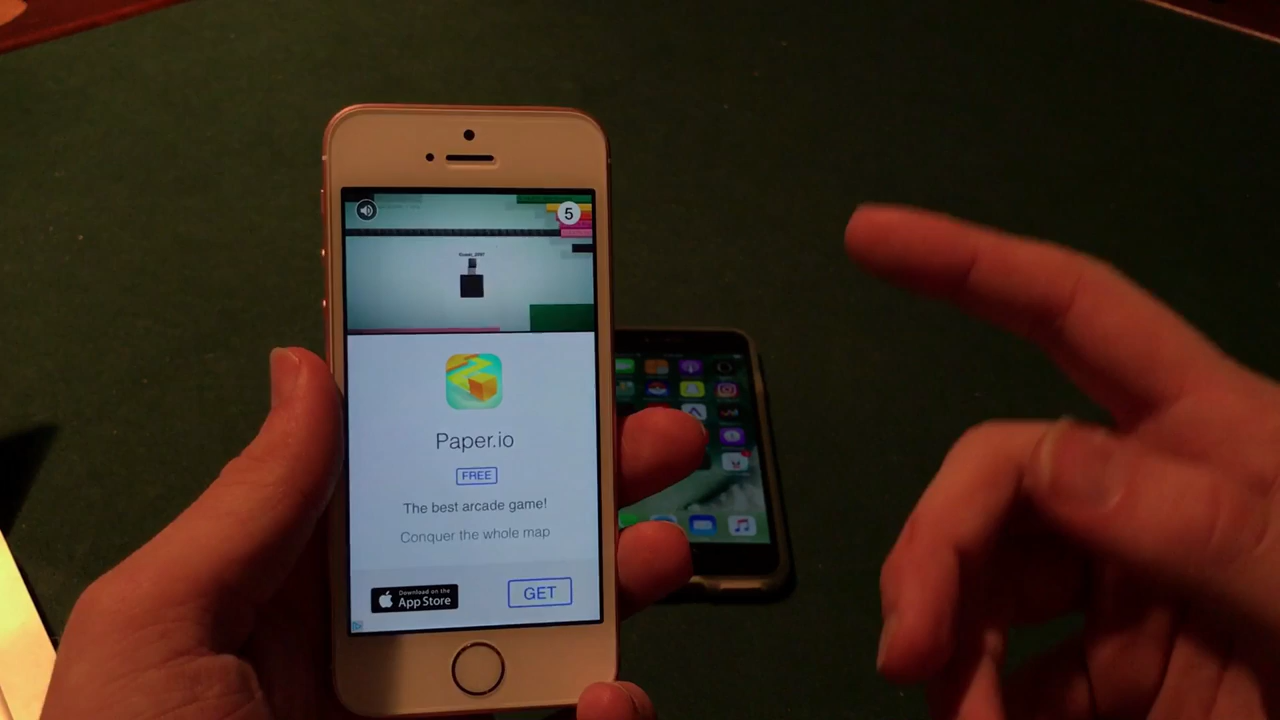 5
Paper.io
FREE
The best arcade game!
Conquer the whole map
Download on the
App Store
GET